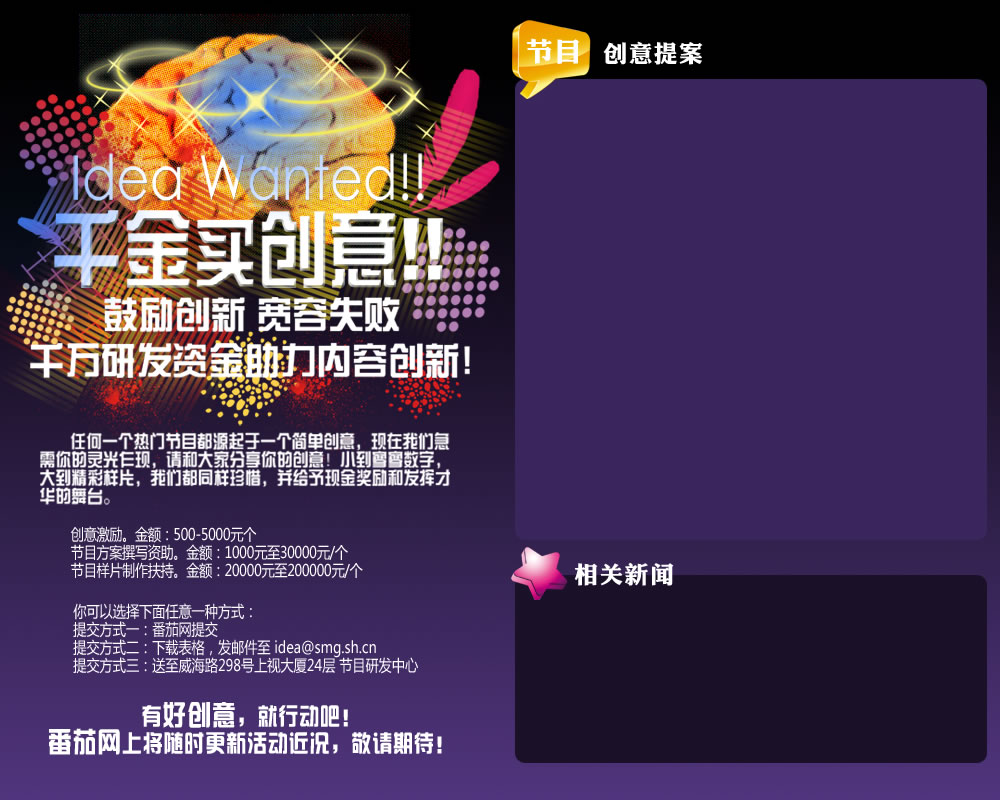 Idea Wanted!!
千金买创意!!
鼓励创新 宽容失败
千万研发资金助力内容创新!
任何一个热门节目都源起于一个简单创意，现在我们急
需你的灵光乍现，请和大家分享你的创意！小到寥寥数字，
大到精彩样片，我们都同样珍惜，并给予现金奖励和发挥才
华的舞台。
创意激励。金额：500-5000元个
节目方案撰写资助。金额：1000元至30000元/个
节目样片制作扶持。金额：20000元至200000元/个
你可以选择下面任意一种方式：
提交方式一：番茄网提交
提交方式二：下载表格，发邮件至 idea@smg.sh.cn
提交方式三：送至威海路298号上视大厦24层 节目研发中心
有好创意，就行动吧！
番茄网上将随时更新活动近况，敬请期待！
节目 创意提案
相关新闻